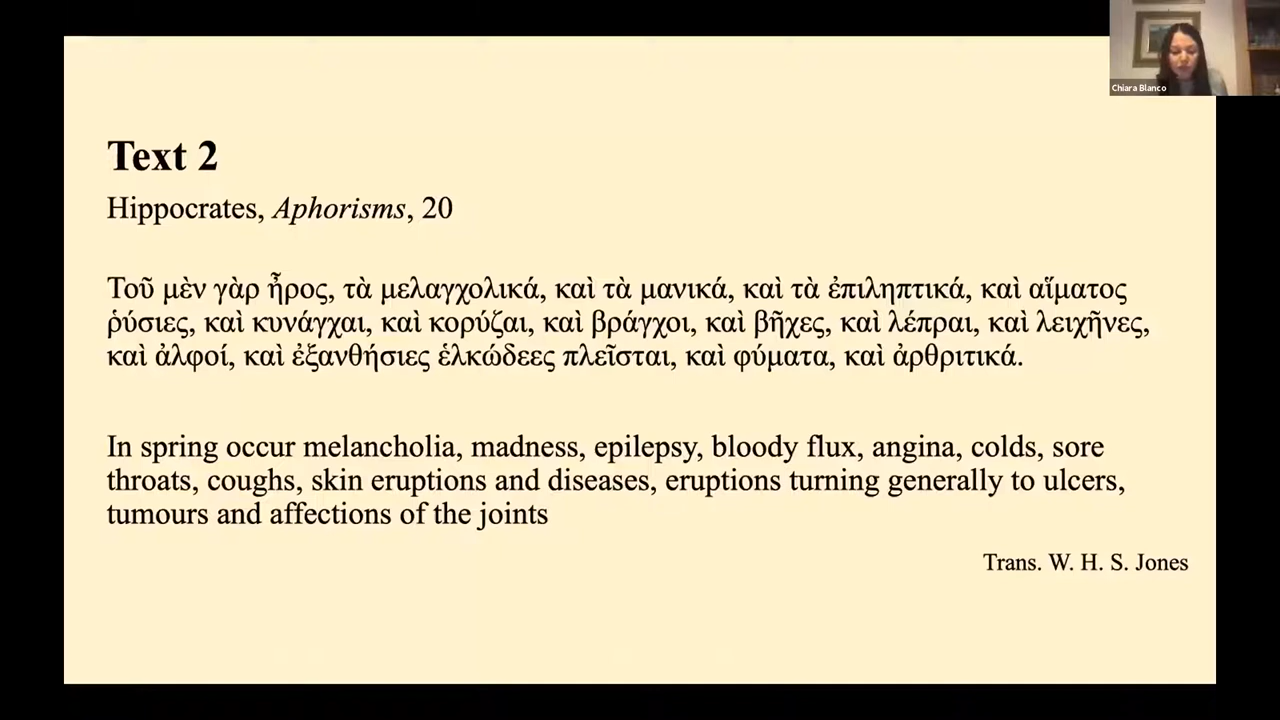 Chiara Blanco
Text 2
Hippocrates, Aphorisms, 20
Τοῦ μὲν γὰρ ἦρος, τὰ μελαγχολικά, καὶ τὰ μανικά, καὶ τὰ ἐπιληπτικά, καὶ αἵματος
ῥύσιες, καὶ κυνάγχαι, καὶ κορύζαι, καὶ βράγχοι, καὶ βῆχες, καὶ λέπραι, καὶ λειχῆνες,
καὶ ἀλφοί, καὶ ἐξανθήσιες ἑλκώδεες πλεῖσται, καὶ φύματα, καὶ ἀρθριτικά.
In spring occur melancholia, madness, epilepsy, bloody flux, angina, colds, sore
throats, coughs, skin eruptions and diseases, eruptions turning generally to ulcers,
tumours and affections of the joints
Trans. W. H. S. Jones